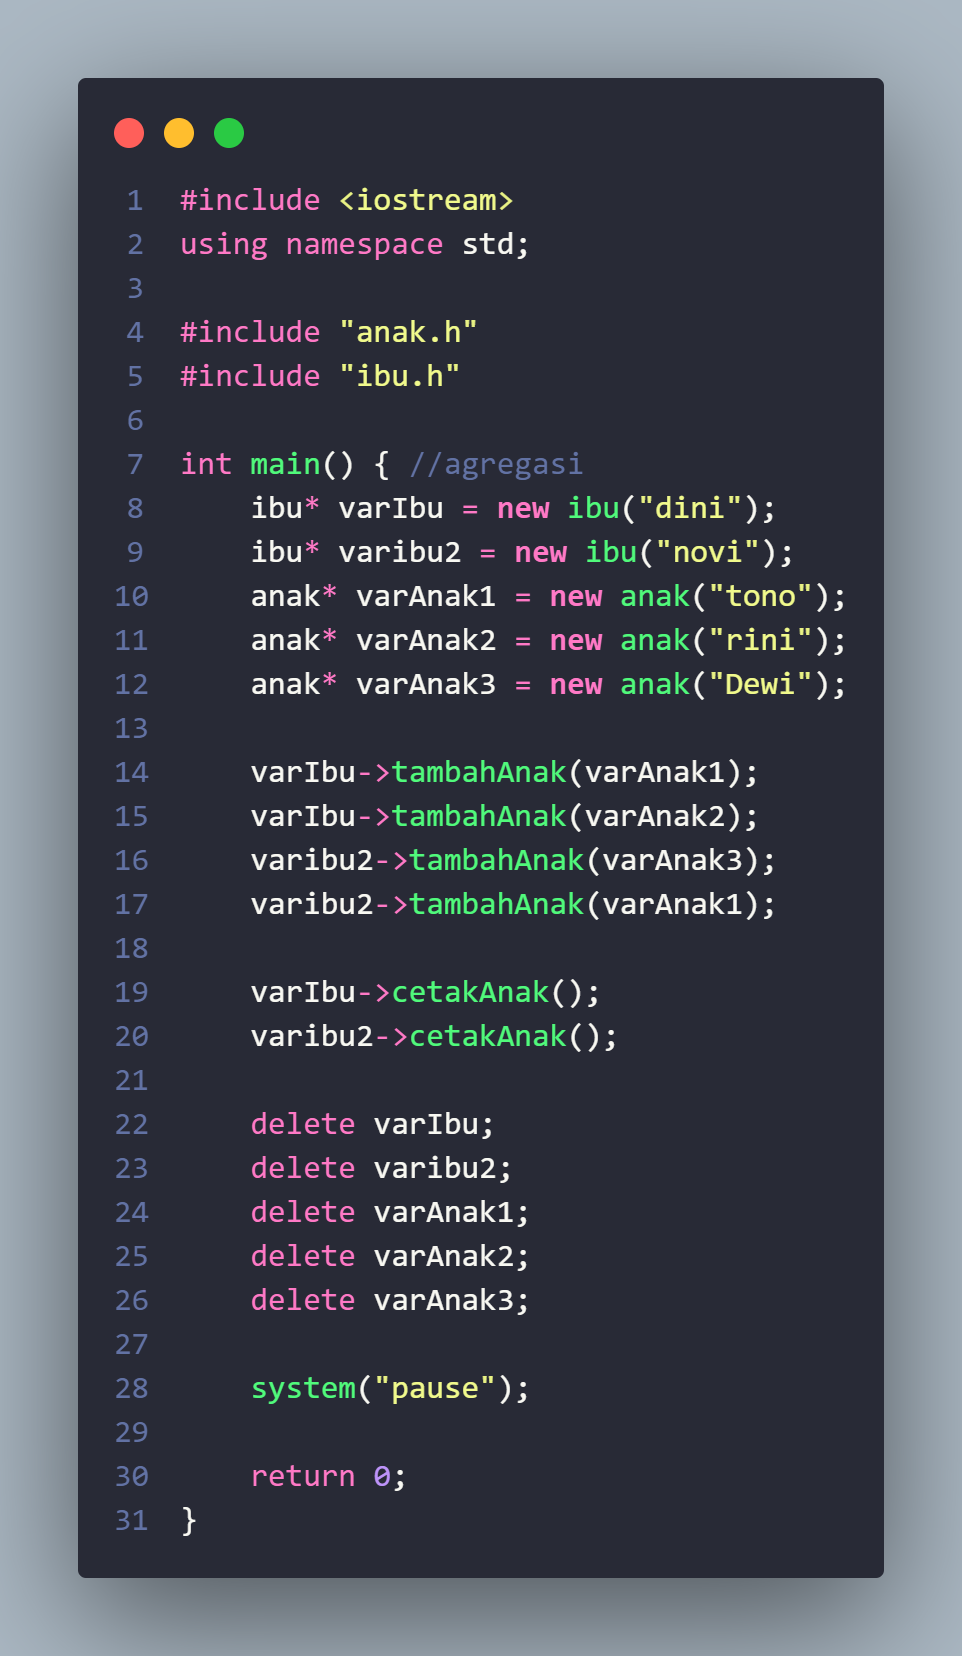 1 #include <iostream>
2 using namespace std;
3
4 #include "anak.h"
5 #include "ibu.h"
6
7 int main() { //agregasi
8     ibu* varIbu = new ibu("dini");
9     ibu* varibu2 = new ibu("novi");
10     anak* varAnak1 = new anak("tono");
11     anak* varAnak2 = new anak("rini");
12     anak* varAnak3 = new anak("Dewi");
13
14     varIbu->tambahAnak(varAnak1);
15     varIbu->tambahAnak(varAnak2);
16     varibu2->tambahAnak(varAnak3);
17     varibu2->tambahAnak(varAnak1);
18
19     varIbu->cetakAnak();
20     varibu2->cetakAnak();
21
22     delete varIbu;
23     delete varibu2;
24     delete varAnak1;
25     delete varAnak2;
26     delete varAnak3;
27
28     system("pause");
29
30     return 0;
31 }